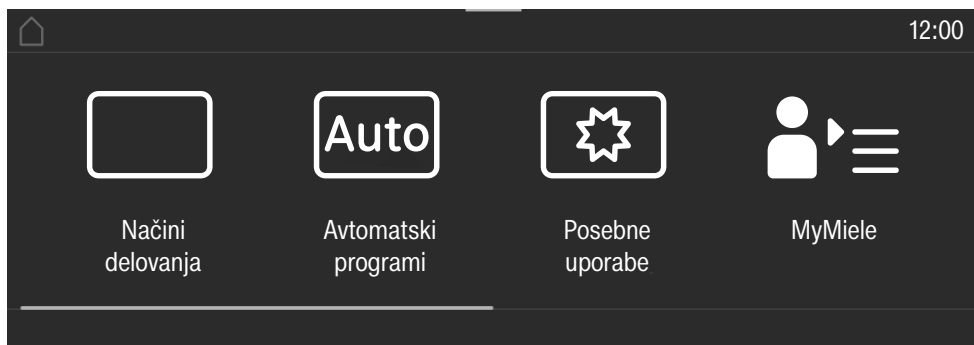 12:00
Auto
Načini
delovanja
Avtomatski
programi
Posebne
uporabe
MyMiele